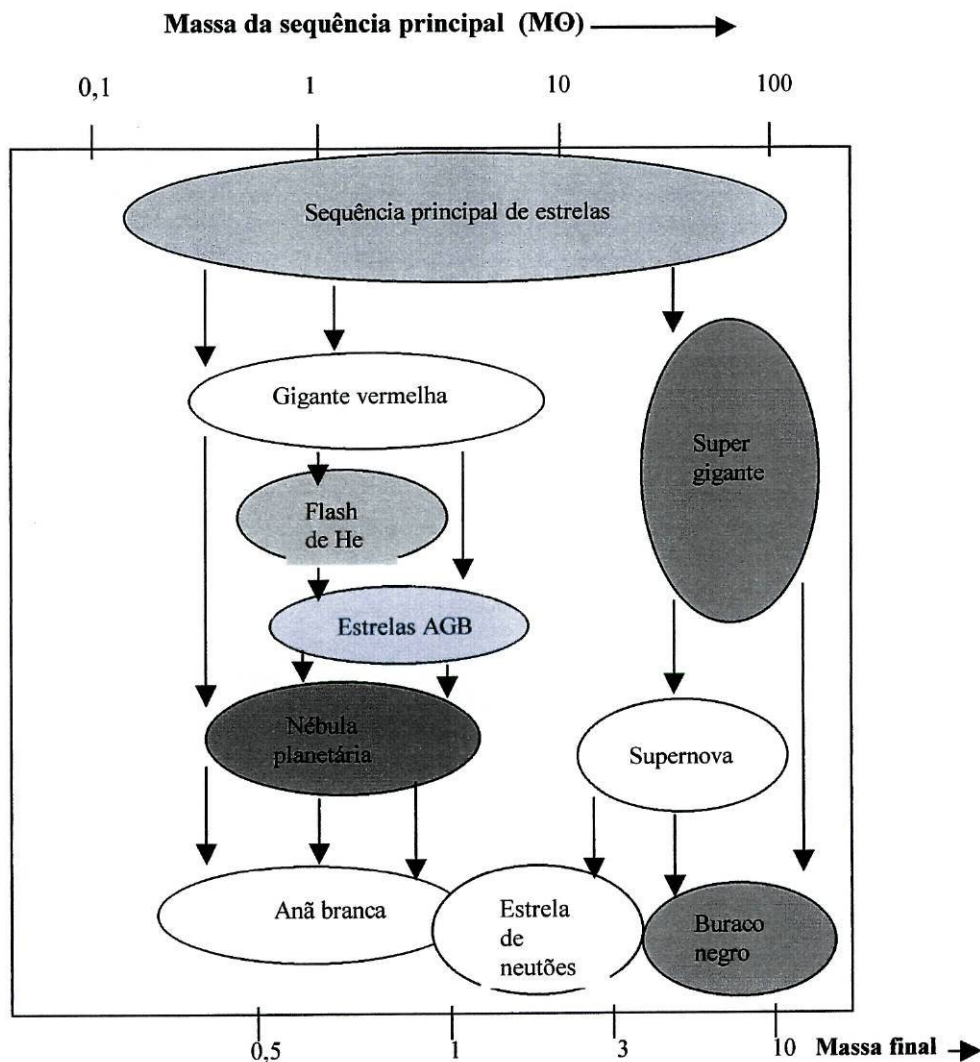 Massa da sequência principal (MΘ)
0,1 1 10 100
Sequência principal de estrelas
Gigante vermelha
Super
gigante
Flash
de He
Estrelas AGB
Nébula
planetária
Supernova
Anã branca
Estrela
de
neutões
Buraco
negro
0,5 1 3 10 Massa final